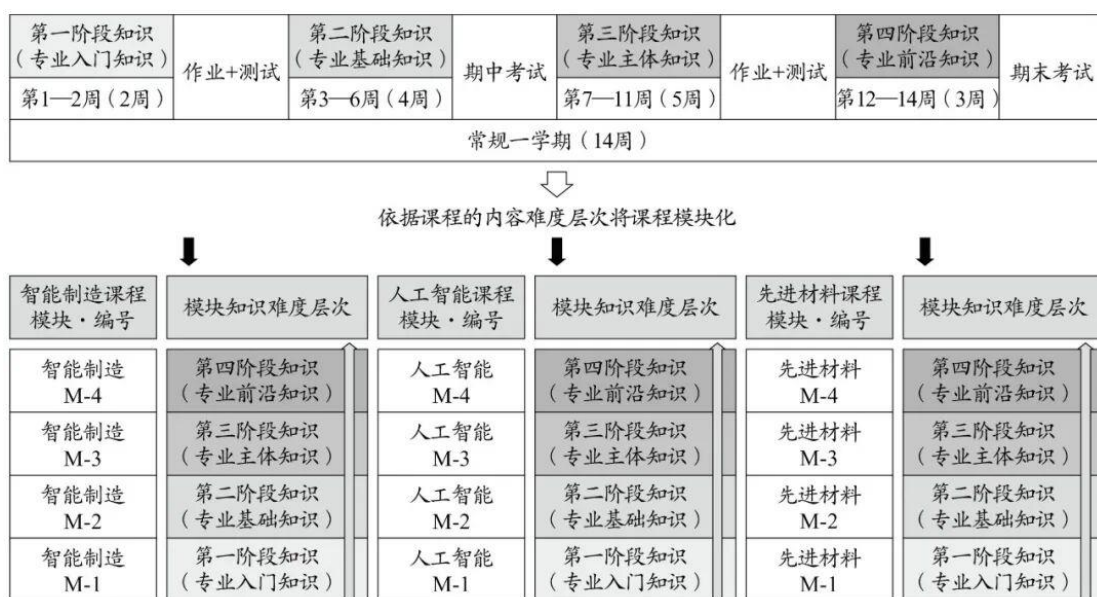 第一阶段知识
（专业入门知识）
作业+测试
第二阶段知识
（专业基础知识）
期中考试
第三阶段知识
（专业主体知识）
作业+测试
第四阶段知识
（专业前沿知识）
期末考试
第1—2周（2周）
第3—6周（4周）
第7—11周（5周）
第12—14周（3周）
常规一学期（14周）
依据课程的内容难度层次将课程模块化
智能制造课程
模块·编号
模块知识难度层次
人工智能课程
模块·编号
模块知识难度层次
先进材料课程
模块·编号
模块知识难度层次
智能制造
M-4
第四阶段知识
（专业前沿知识）
人工智能
M-4
第四阶段知识
（专业前沿知识）
先进材料
M-4
第四阶段知识
（专业前沿知识）
智能制造
M-3
第三阶段知识
（专业主体知识）
人工智能
M-3
第三阶段知识
（专业主体知识）
先进材料
M-3
第三阶段知识
（专业主体知识）
智能制造
M-2
第二阶段知识
（专业基础知识）
人工智能
M-2
第二阶段知识
（专业基础知识）
先进材料
M-2
第二阶段知识
（专业基础知识）
智能制造
M-1
第一阶段知识
（专业入门知识）
人工智能
M-1
第一阶段知识
（专业入门知识）
先进材料
M-1
第一阶段知识
（专业入门知识）